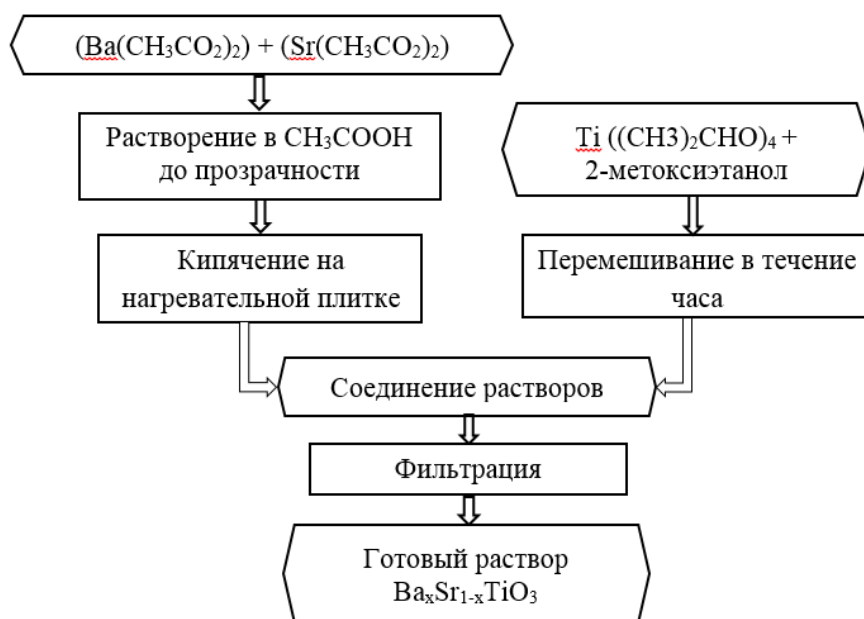 (Ba(CH₃CO₂)₂) + (Sr(CH₃CO₂)₂)
Растворение в CH₃COOH
до прозрачности
Кипячение на
нагревательной плитке
Ti ((CH3)₂CHO)₄ +
2-метоксиэтанол
Перемешивание в течение
часа
Соединение растворов
Фильтрация
Готовый раствор
BaₓSr₁₋ₓTiO₃